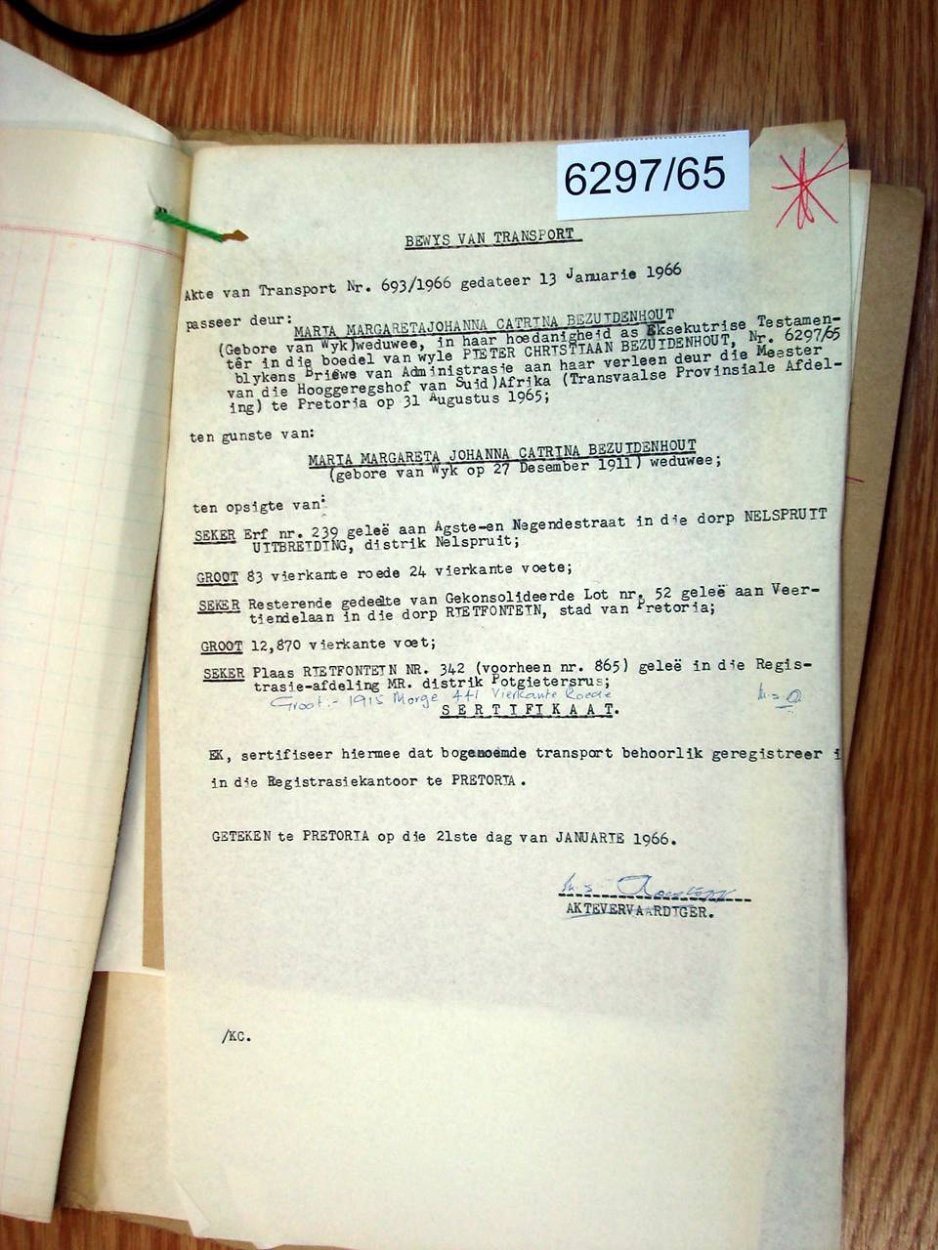 6297/65
BEWYS VAN TRANSPORT
Akte van Transport Nr. 693/1966 gedateer 13 Januarie 1966
passeer deur:
MARIA MARGARETAJOHANNA CATRINA BEZUIDENHOUT
(Gebore van Wyk)weduwee, in haar hoedanigheid as Eksekutrise Testamen-
têr in die boedel van wyle PIETER CHRISTIAAN BEZUIDENHOUT, Nr. 6297/65
blykens Briëwe van Administrasie aan haar verleen deur die Meester
van die Hooggeregshof van Suid)Afrika (Transvaalse Provinsiale Afdel-
ing) te Pretoria op 31 Augustus 1965;
ten gunste van:
MARIA MARGARETA JOHANNA CATRINA BEZUIDENHOUT
(gebore van Wyk op 27 Desember 1911) weduwee;
ten opsigte van:
SEKER Erf nr. 239 geleë aan Agste-en Negendestraat in die dorp NELSPRUIT
UITBREIDING, distrik Nelspruit;
GROOT 83 vierkante roede 24 vierkante voete;
SEKER Resterende gedeelte van Gekonsolideerde Lot nr. 52 geleë aan Veer-
tiendelaan in die dorp RIETFONTEIN, stad van Pretoria;
GROOT 12,870 vierkante voet;
SEKER Plaas RIETFONTEIN NR. 342 (voorheen nr. 865) geleë in die Regis-
trasie-afdeling MR. distrik Potgietersrus;
Groot:- 1915 Morge 441 Vierkante Roede
SERTIFIKAAT.
EK, sertifiseer hiermee dat bogenoemde transport behoorlik geregistreer i
in die Registrasiekantoor te PRETORIA.
GETEKEN te PRETORIA op die 21ste dag van JANUARIE 1966.
AKTEVERVAARDIGER.
/KC.